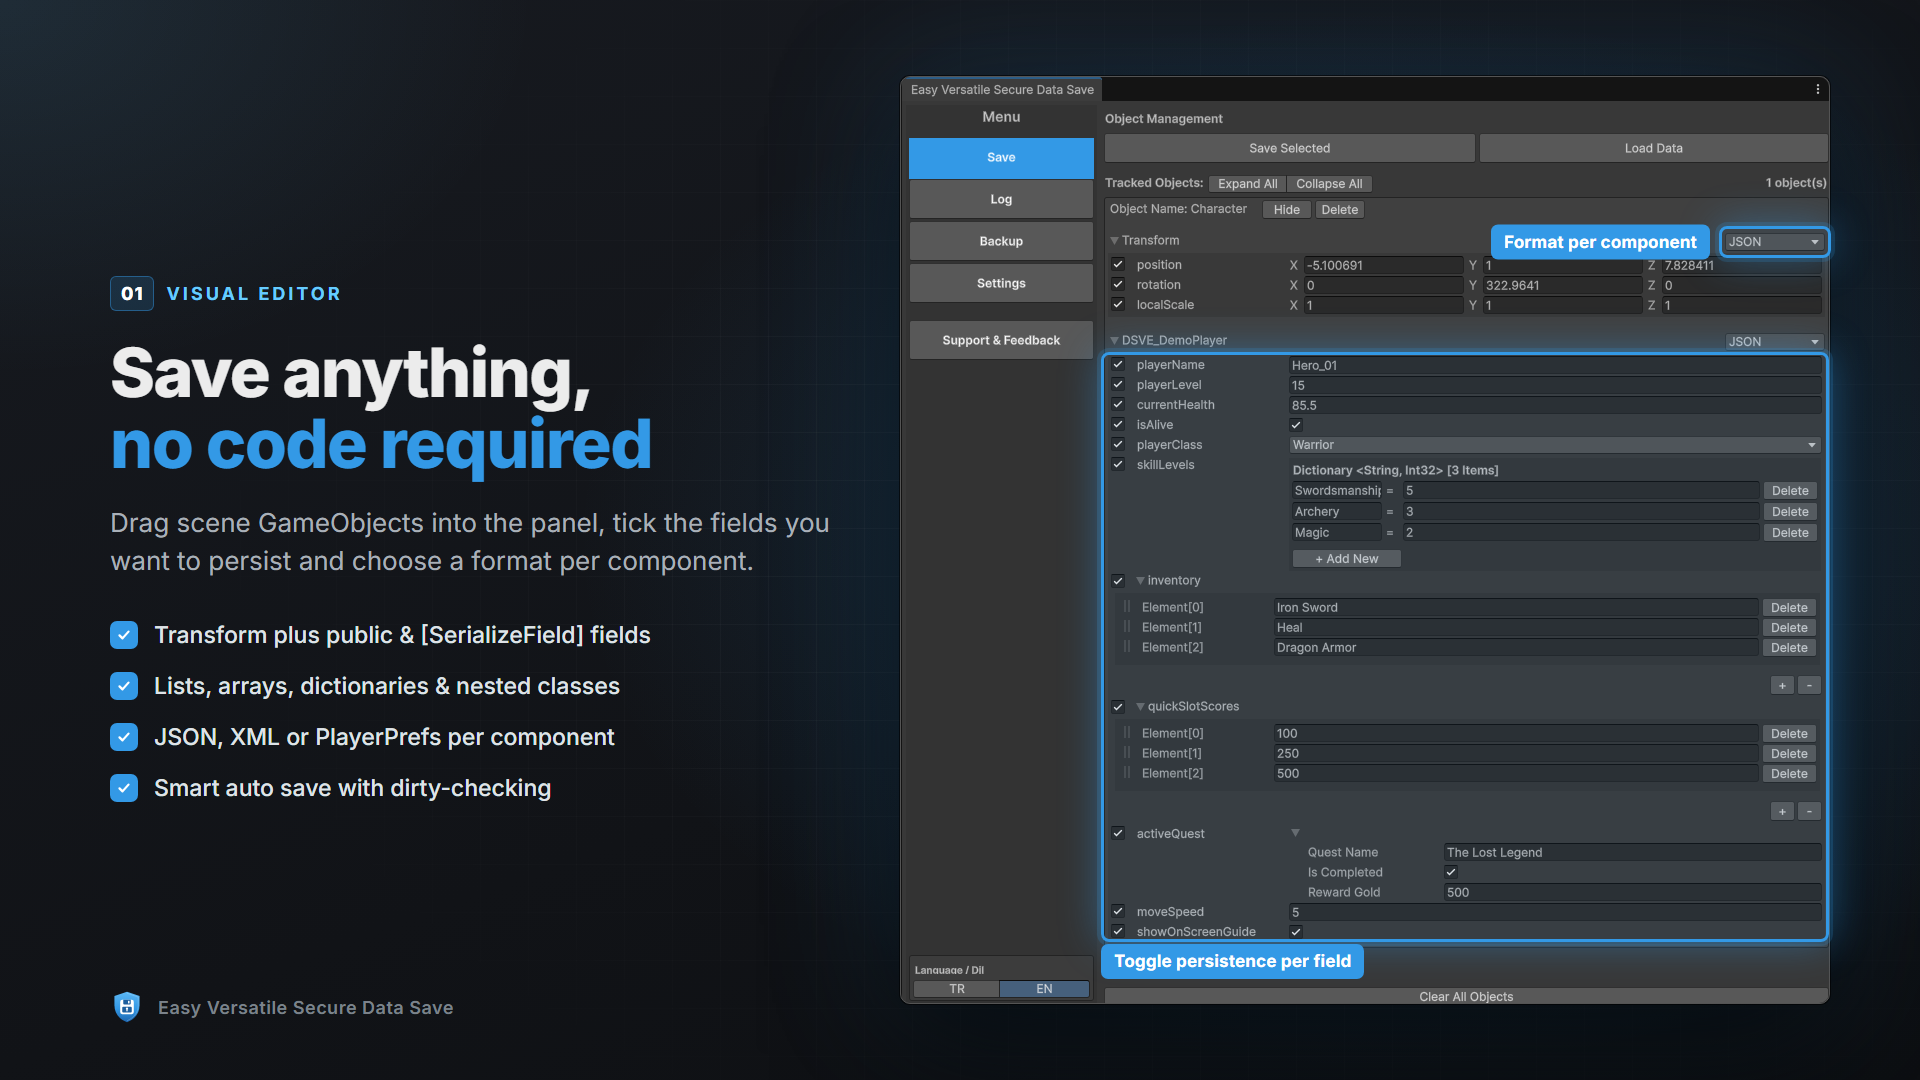 01 VISUAL EDITOR
Save anything,
no code required
Drag scene GameObjects into the panel, tick the fields you
want to persist and choose a format per component.
Transform plus public & [SerializeField] fields
Lists, arrays, dictionaries & nested classes
JSON, XML or PlayerPrefs per component
Smart auto save with dirty-checking
Easy Versatile Secure Data Save
Easy Versatile Secure Data Save
Menu
Save
Log
Backup
Settings
Support & Feedback
Language / Dil
TR EN
Object Management
Save Selected Load Data
Tracked Objects: Expand All Collapse All 1 object(s)
Object Name: Character Hide Delete
Transform Format per component JSON
position X -5.100691 Y 1 Z 7.828411
rotation X 0 Y 322.9641 Z 0
localScale X 1 Y 1 Z 1
DSVE_DemoPlayer JSON
playerName Hero_01
playerLevel 15
currentHealth 85.5
isAlive
playerClass Warrior
skillLevels Dictionary <String, Int32> [3 Items]
Swordsmanship = 5 Delete
Archery = 3 Delete
Magic = 2 Delete
+ Add New
inventory
Element[0] Iron Sword Delete
Element[1] Heal Delete
Element[2] Dragon Armor Delete
+ -
quickSlotScores
Element[0] 100 Delete
Element[1] 250 Delete
Element[2] 500 Delete
+ -
activeQuest
Quest Name The Lost Legend
Is Completed
Reward Gold 500
moveSpeed 5
showOnScreenGuide
Toggle persistence per field
Clear All Objects